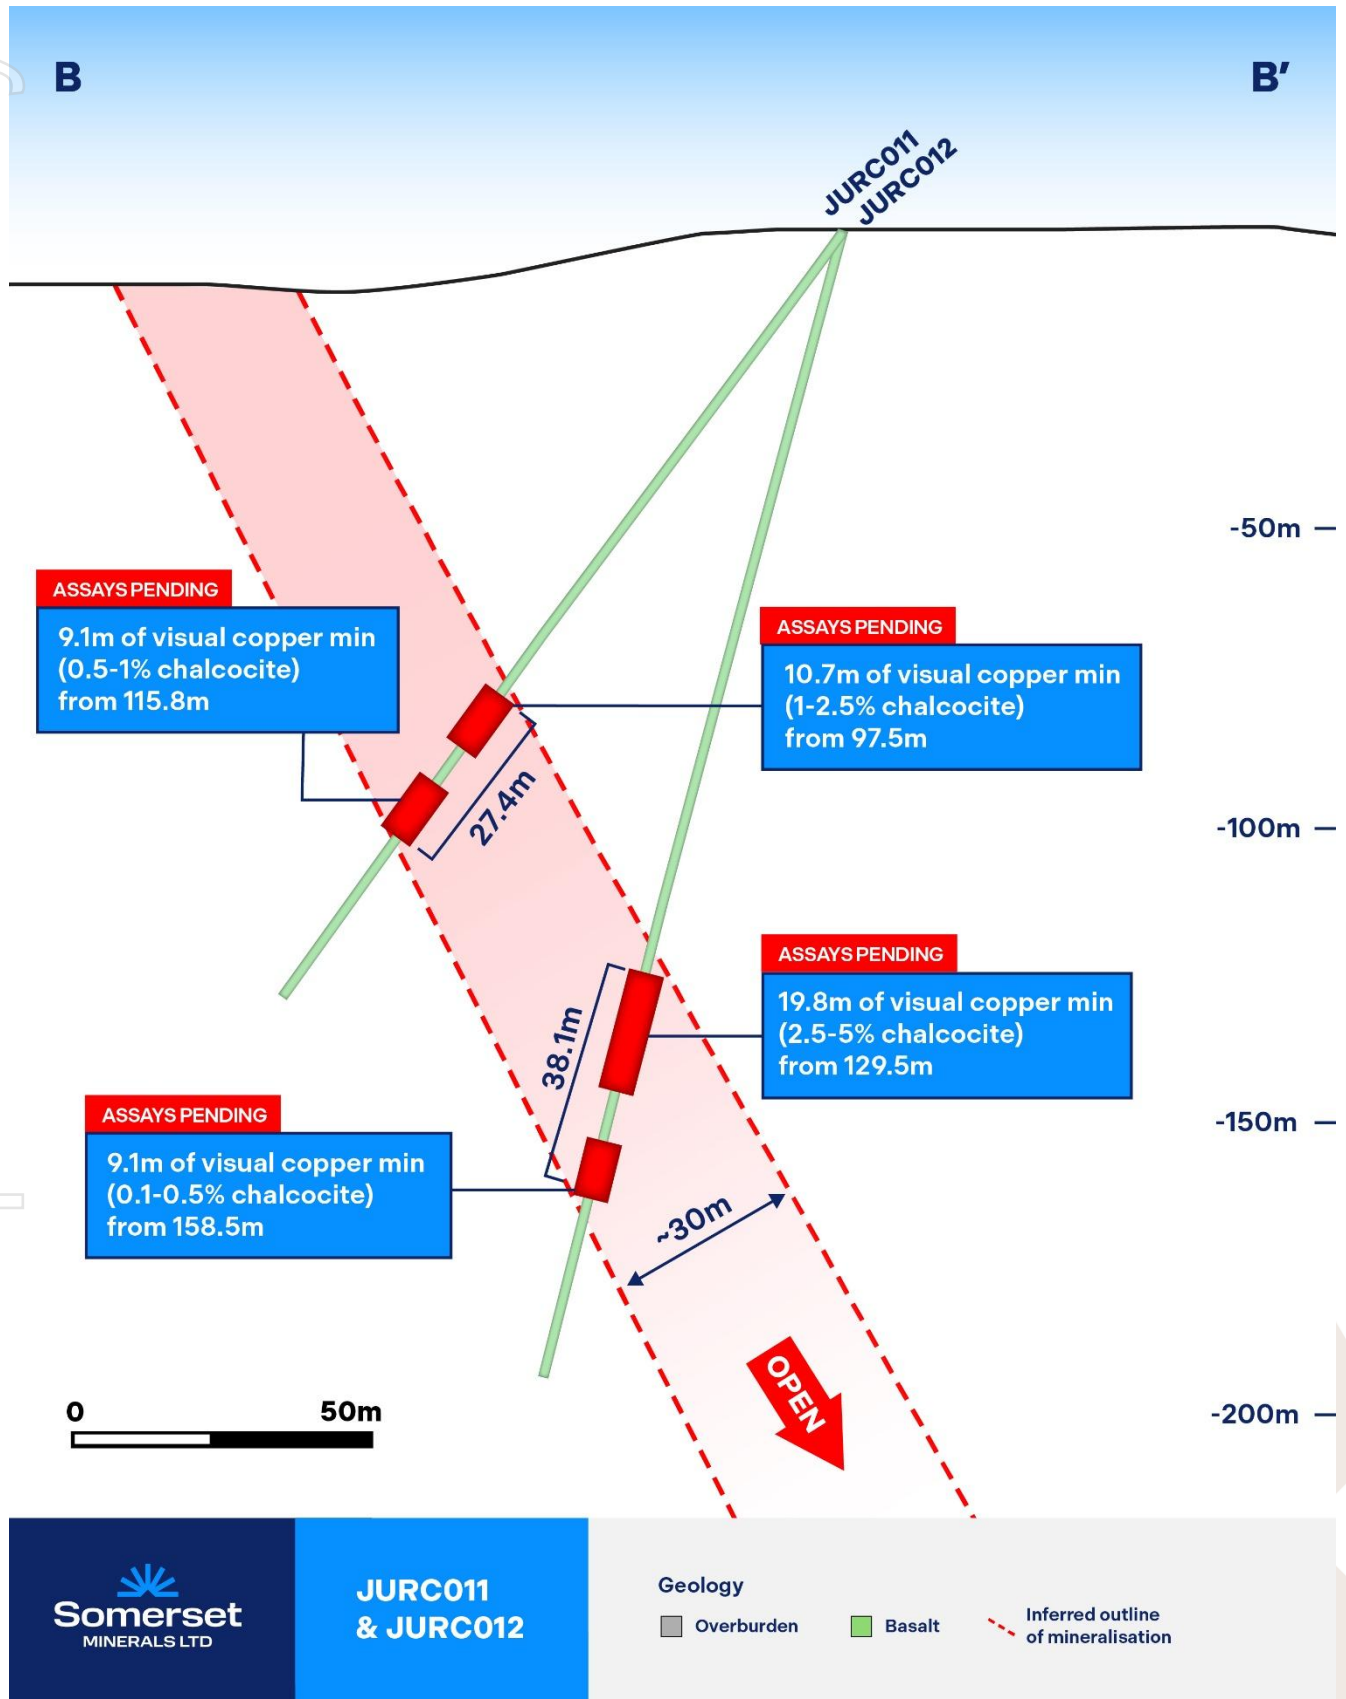 B
B′
JURC011
JURC012
-50m
ASSAYS PENDING
9.1m of visual copper min
(0.5-1% chalcocite)
from 115.8m
ASSAYS PENDING
10.7m of visual copper min
(1-2.5% chalcocite)
from 97.5m
27.4m
-100m
ASSAYS PENDING
19.8m of visual copper min
(2.5-5% chalcocite)
from 129.5m
38.1m
ASSAYS PENDING
9.1m of visual copper min
(0.1-0.5% chalcocite)
from 158.5m
-150m
~30m
OPEN
0
50m
-200m
Somerset
MINERALS LTD
JURC011
& JURC012
Geology
Overburden
Basalt
Inferred outline
of mineralisation